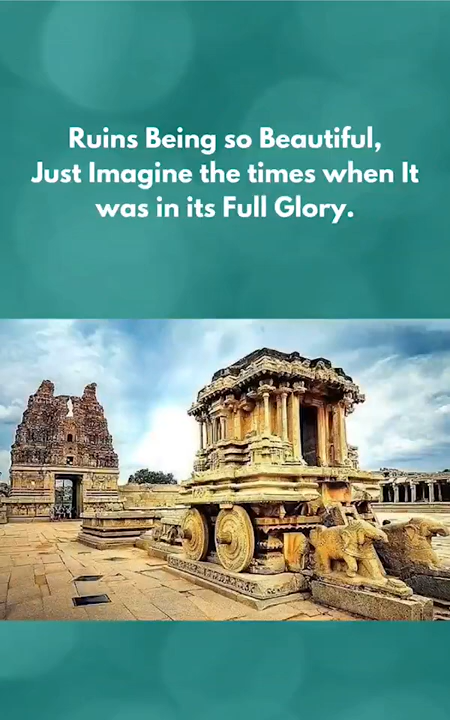 Ruins Being so Beautiful,
Just Imagine the times when It
was in its Full Glory.